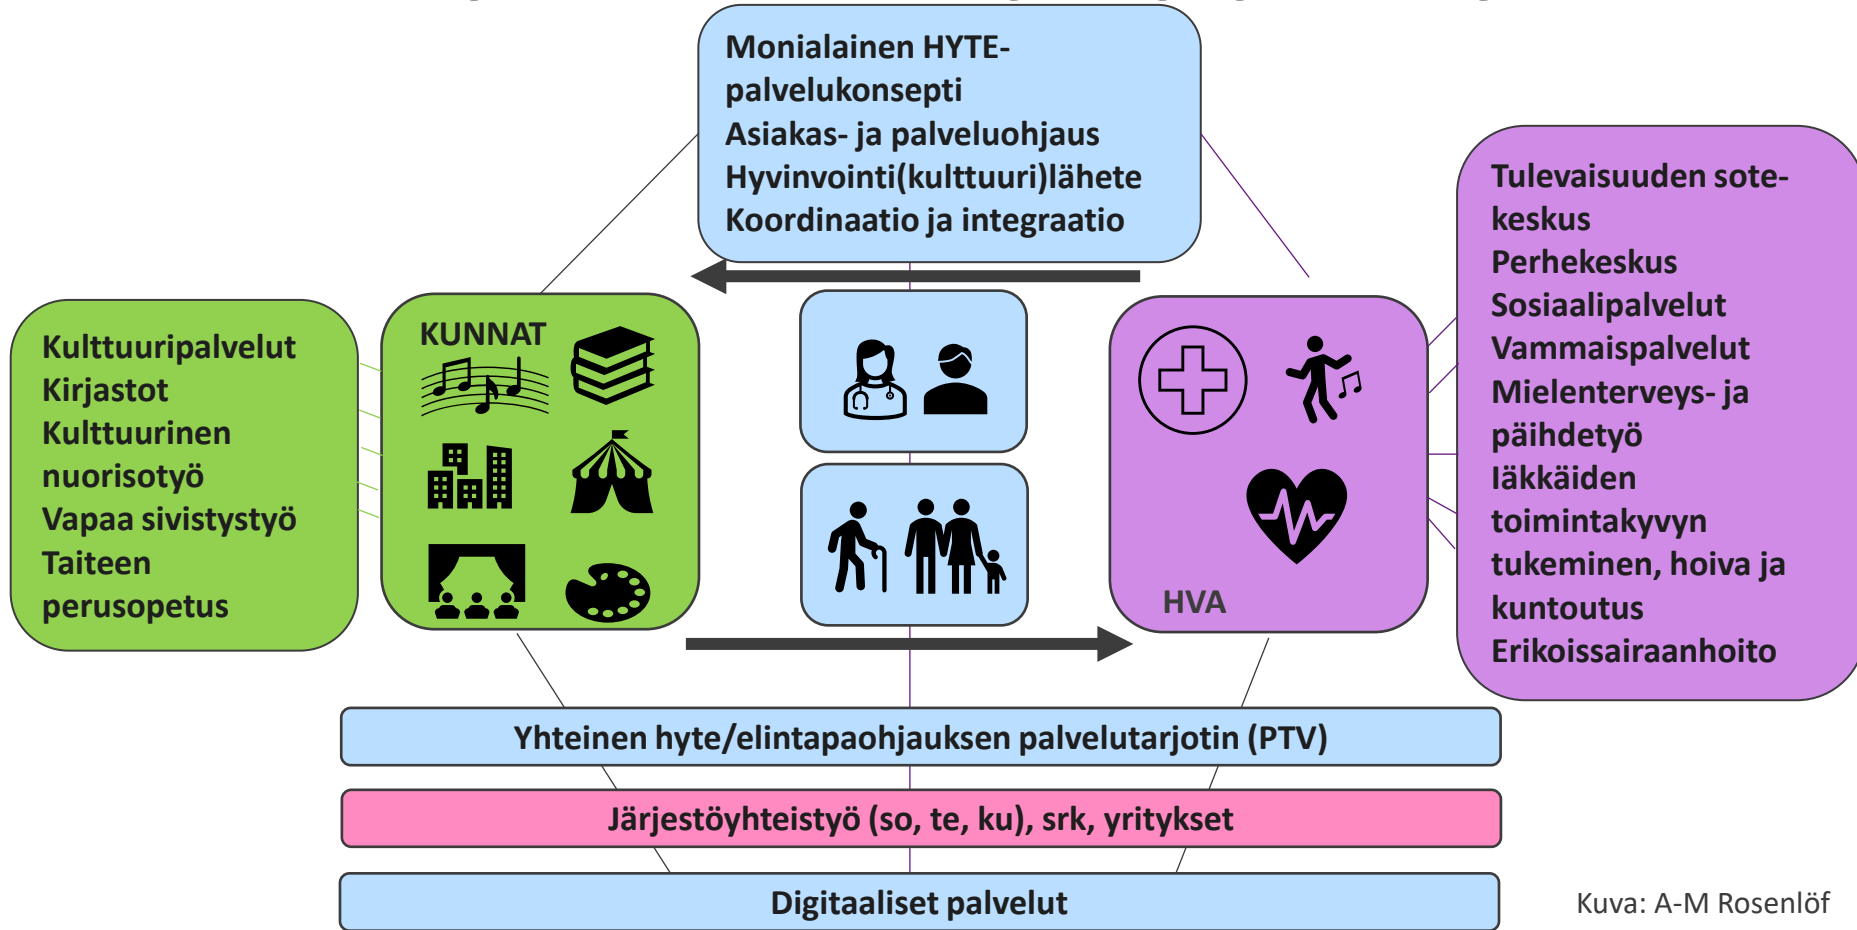 Monialainen HYTE-
palvelukonsepti
Asiakas- ja palveluohjaus
Hyvinvointi(kulttuuri)lähete
Koordinaatio ja integraatio
Kulttuuripalvelut
Kirjastot
Kulttuurinen
nuorisotyö
Vapaa sivistystyö
Taiteen
perusopetus
KUNNAT
HVA
Tulevaisuuden sote-
keskus
Perhekeskus
Sosiaalipalvelut
Vammaispalvelut
Mielenterveys- ja
päihdetyö
Iäkkäiden
toimintakyvyn
tukeminen, hoiva ja
kuntoutus
Erikoissairaanhoito
Yhteinen hyte/elintapaohjauksen palvelutarjotin (PTV)
Järjestöyhteistyö (so, te, ku), srk, yritykset
Digitaaliset palvelut
Kuva: A-M Rosenlöf